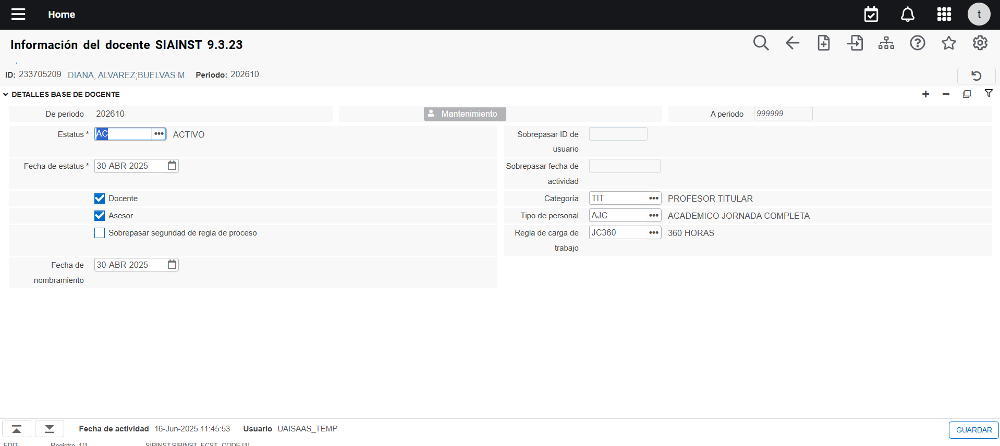 Home
t
Información del docente SIAINST 9.3.23
ID: 233705209 DIANA, ALVAREZ;BUELVAS M. Periodo: 202610
DETALLES BASE DE DOCENTE
De periodo 202610 Mantenimiento A periodo 999999
Estatus * AC ACTIVO
Sobrepasar ID de
usuario
Fecha de estatus * 30-ABR-2025
Sobrepasar fecha de
actividad
Docente
Categoría TIT PROFESOR TITULAR
Asesor
Tipo de personal AJC ACADEMICO JORNADA COMPLETA
Sobrepasar seguridad de regla de proceso
Regla de carga de JC360 360 HORAS
trabajo
Fecha de 30-ABR-2025
nombramiento
Fecha de actividad 16-Jun-2025 11:45:53 Usuario UAISAAS_TEMP
GUARDAR
EDIT Registro: 1/1 SIBINST.SIBINST_FCST_CODE [1]